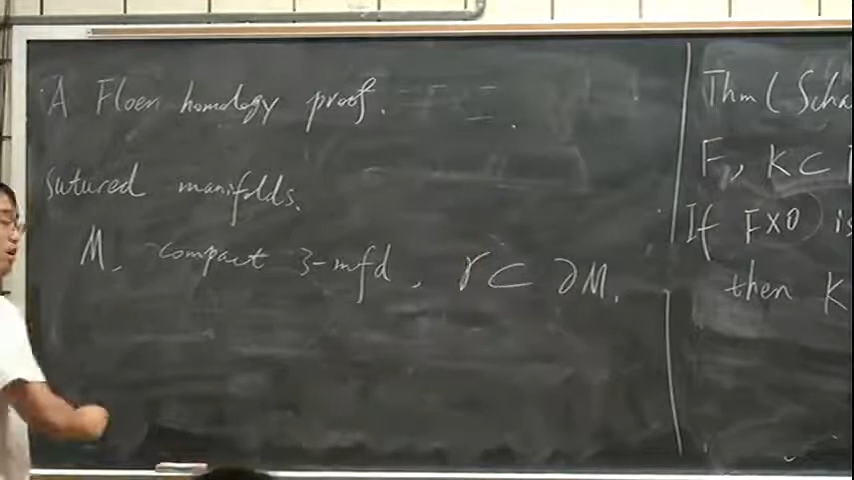 A Floer homology proof.
sutured manifolds.
M, compact 3-mfd, γ⊂ ∂M.
Thm ( Scha
F, K⊂
If F×0 is
then K